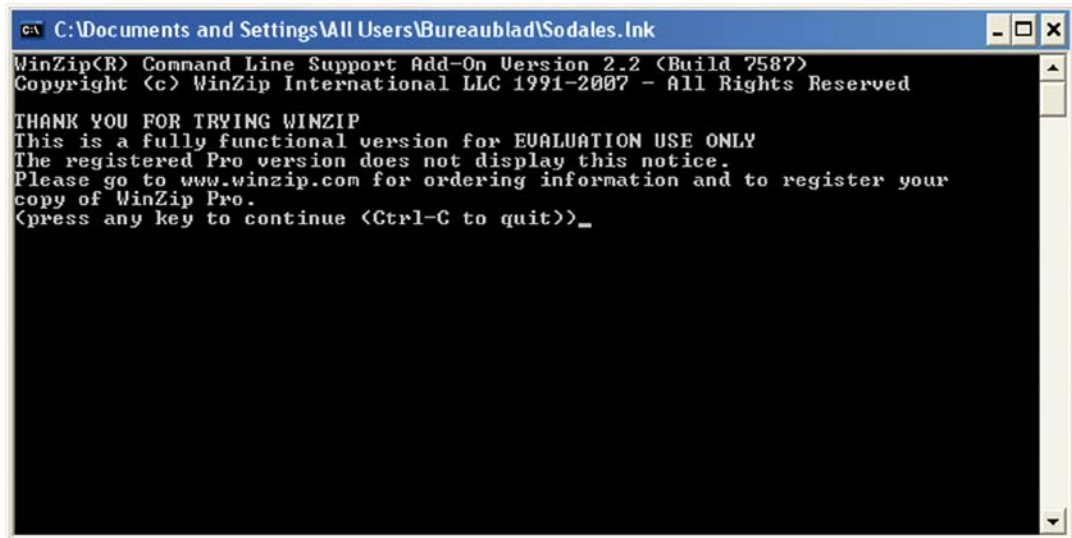 C:\Documents and Settings\All Users\Bureaublad\Sodales.lnk
WinZip(R) Command Line Support Add-On Version 2.2 (Build 7587)
Copyright (c) WinZip International LLC 1991-2007 - All Rights Reserved
THANK YOU FOR TRYING WINZIP
This is a fully functional version for EVALUATION USE ONLY
The registered Pro version does not display this notice.
Please go to www.winzip.com for ordering information and to register your
copy of WinZip Pro.
(press any key to continue (Ctrl-C to quit))_